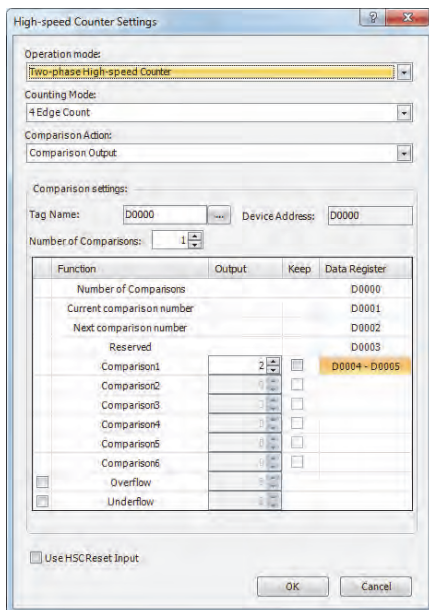 High-speed Counter Settings
Operation mode:
Two-phase High-speed Counter
Counting Mode:
4 Edge Count
Comparison Action:
Comparison Output
Comparison settings:
Tag Name: D0000 ... Device Address: D0000
Number of Comparisons: 1
Function Output Keep Data Register
Number of Comparisons D0000
Current comparison number D0001
Next comparison number D0002
Reserved D0003
Comparison1 2 D0004 - D0005
Comparison2
Comparison3
Comparison4
Comparison5
Comparison6
Overflow
Underflow
Use HSC Reset Input
OK Cancel